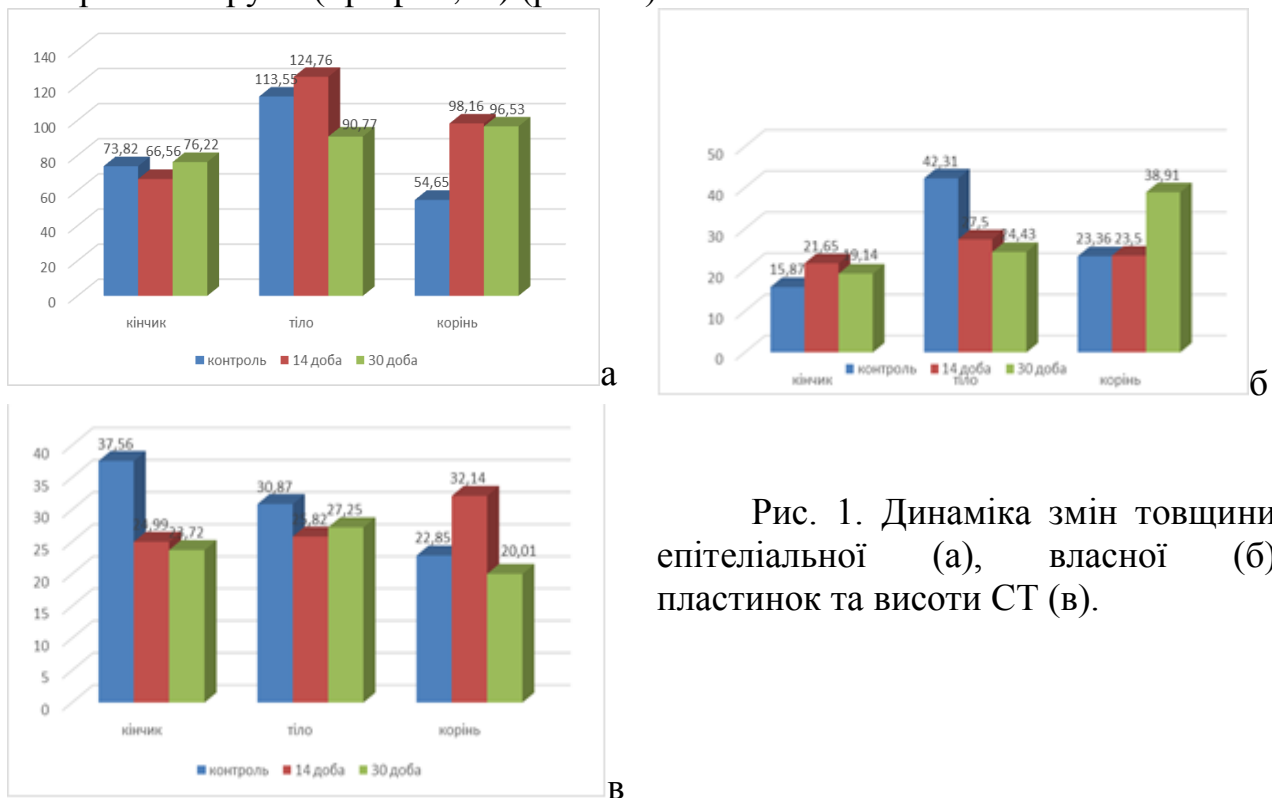 140
120
100
80
60
40
20
0
73,82 66,56 76,22
113,55 124,76 90,77
54,65 98,16 96,53
кінчик тіло корінь
контроль 14 доба 30 доба
а
50
40
30
20
10
0
15,87 21,65 19,14
42,31
23,36 23,5 38,91
кінчик тіло корінь
контроль 14 доба 30 доба
б
40
35
30
25
20
15
10
5
0
37,56
30,87 27,25
22,85 32,14 20,01
кінчик тіло корінь
контроль 14 доба 30 доба
в
Рис. 1. Динаміка змін товщини
епітеліальної (а), власної (б)
пластинок та висоти СТ (в).